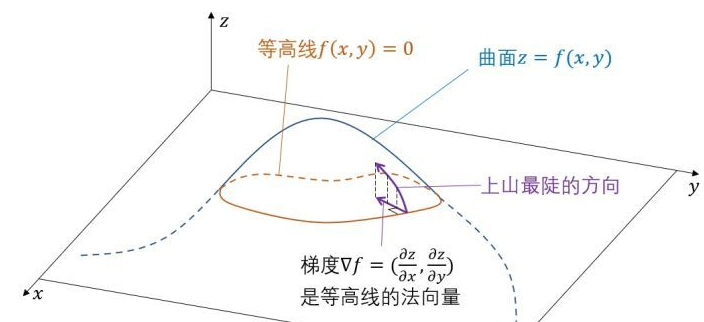 z
等高线f(x,y)=0
曲面z=f(x,y)
上山最陡的方向
y
梯度∇f=(∂z/∂x,∂z/∂y)
是等高线的法向量
x